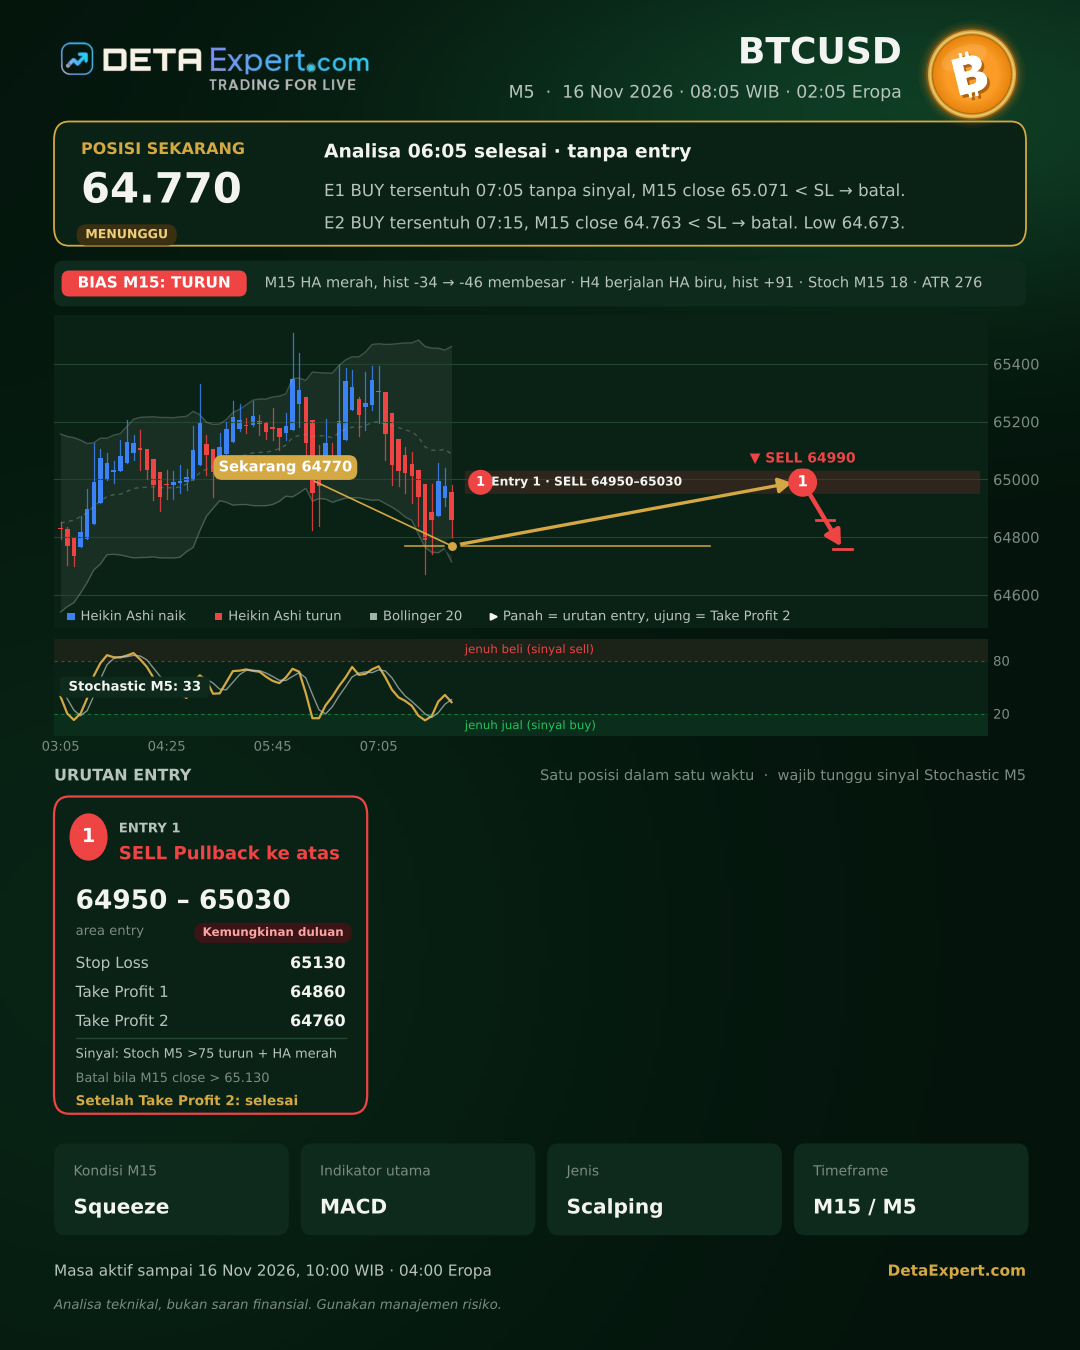 DETA Expert.com
TRADING FOR LIVE
BTCUSD
M5 · 16 Nov 2026 · 08:05 WIB · 02:05 Eropa
POSISI SEKARANG
64.770
MENUNGGU
Analisa 06:05 selesai · tanpa entry
E1 BUY tersentuh 07:05 tanpa sinyal, M15 close 65.071 < SL → batal.
E2 BUY tersentuh 07:15, M15 close 64.763 < SL → batal. Low 64.673.
BIAS M15: TURUN
M15 HA merah, hist -34 → -46 membesar · H4 berjalan HA biru, hist +91 · Stoch M15 18 · ATR 276
65400
65200
65000
64800
64600
Sekarang 64770
1 Entry 1 · SELL 64950–65030
▼ SELL 64990
1
Heikin Ashi naik
Heikin Ashi turun
Bollinger 20
Panah = urutan entry, ujung = Take Profit 2
jenuh beli (sinyal sell)
80
Stochastic M5: 33
20
jenuh jual (sinyal buy)
03:05 04:25 05:45 07:05
URUTAN ENTRY
Satu posisi dalam satu waktu · wajib tunggu sinyal Stochastic M5
1
ENTRY 1
SELL Pullback ke atas
64950 – 65030
area entry
Kemungkinan duluan
Stop Loss 65130
Take Profit 1 64860
Take Profit 2 64760
Sinyal: Stoch M5 >75 turun + HA merah
Batal bila M15 close > 65.130
Setelah Take Profit 2: selesai
Kondisi M15
Squeeze
Indikator utama
MACD
Jenis
Scalping
Timeframe
M15 / M5
Masa aktif sampai 16 Nov 2026, 10:00 WIB · 04:00 Eropa
DetaExpert.com
Analisa teknikal, bukan saran finansial. Gunakan manajemen risiko.